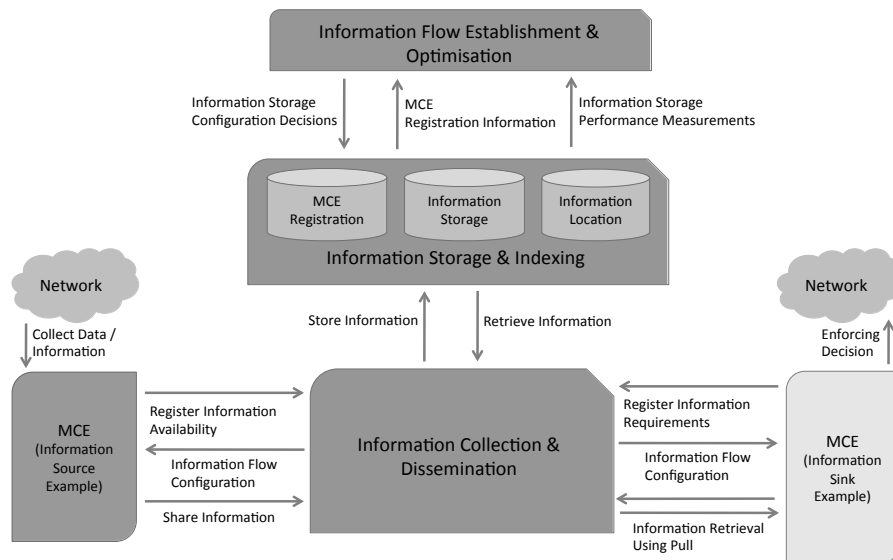 Information Flow Establishment &
Optimisation
Information Storage
Configuration Decisions
MCE
Registration Information
Information Storage
Performance Measurements
MCE
Registration
Information
Storage
Information
Location
Information Storage & Indexing
Network
Network
Store Information
Retrieve Information
Collect Data /
Information
Enforcing
Decision
MCE
(Information
Source
Example)
Register Information
Availability
Information Flow
Configuration
Share Information
Information Collection &
Dissemination
Register Information
Requirements
Information Flow
Configuration
Information Retrieval
Using Pull
MCE
(Information
Sink
Example)